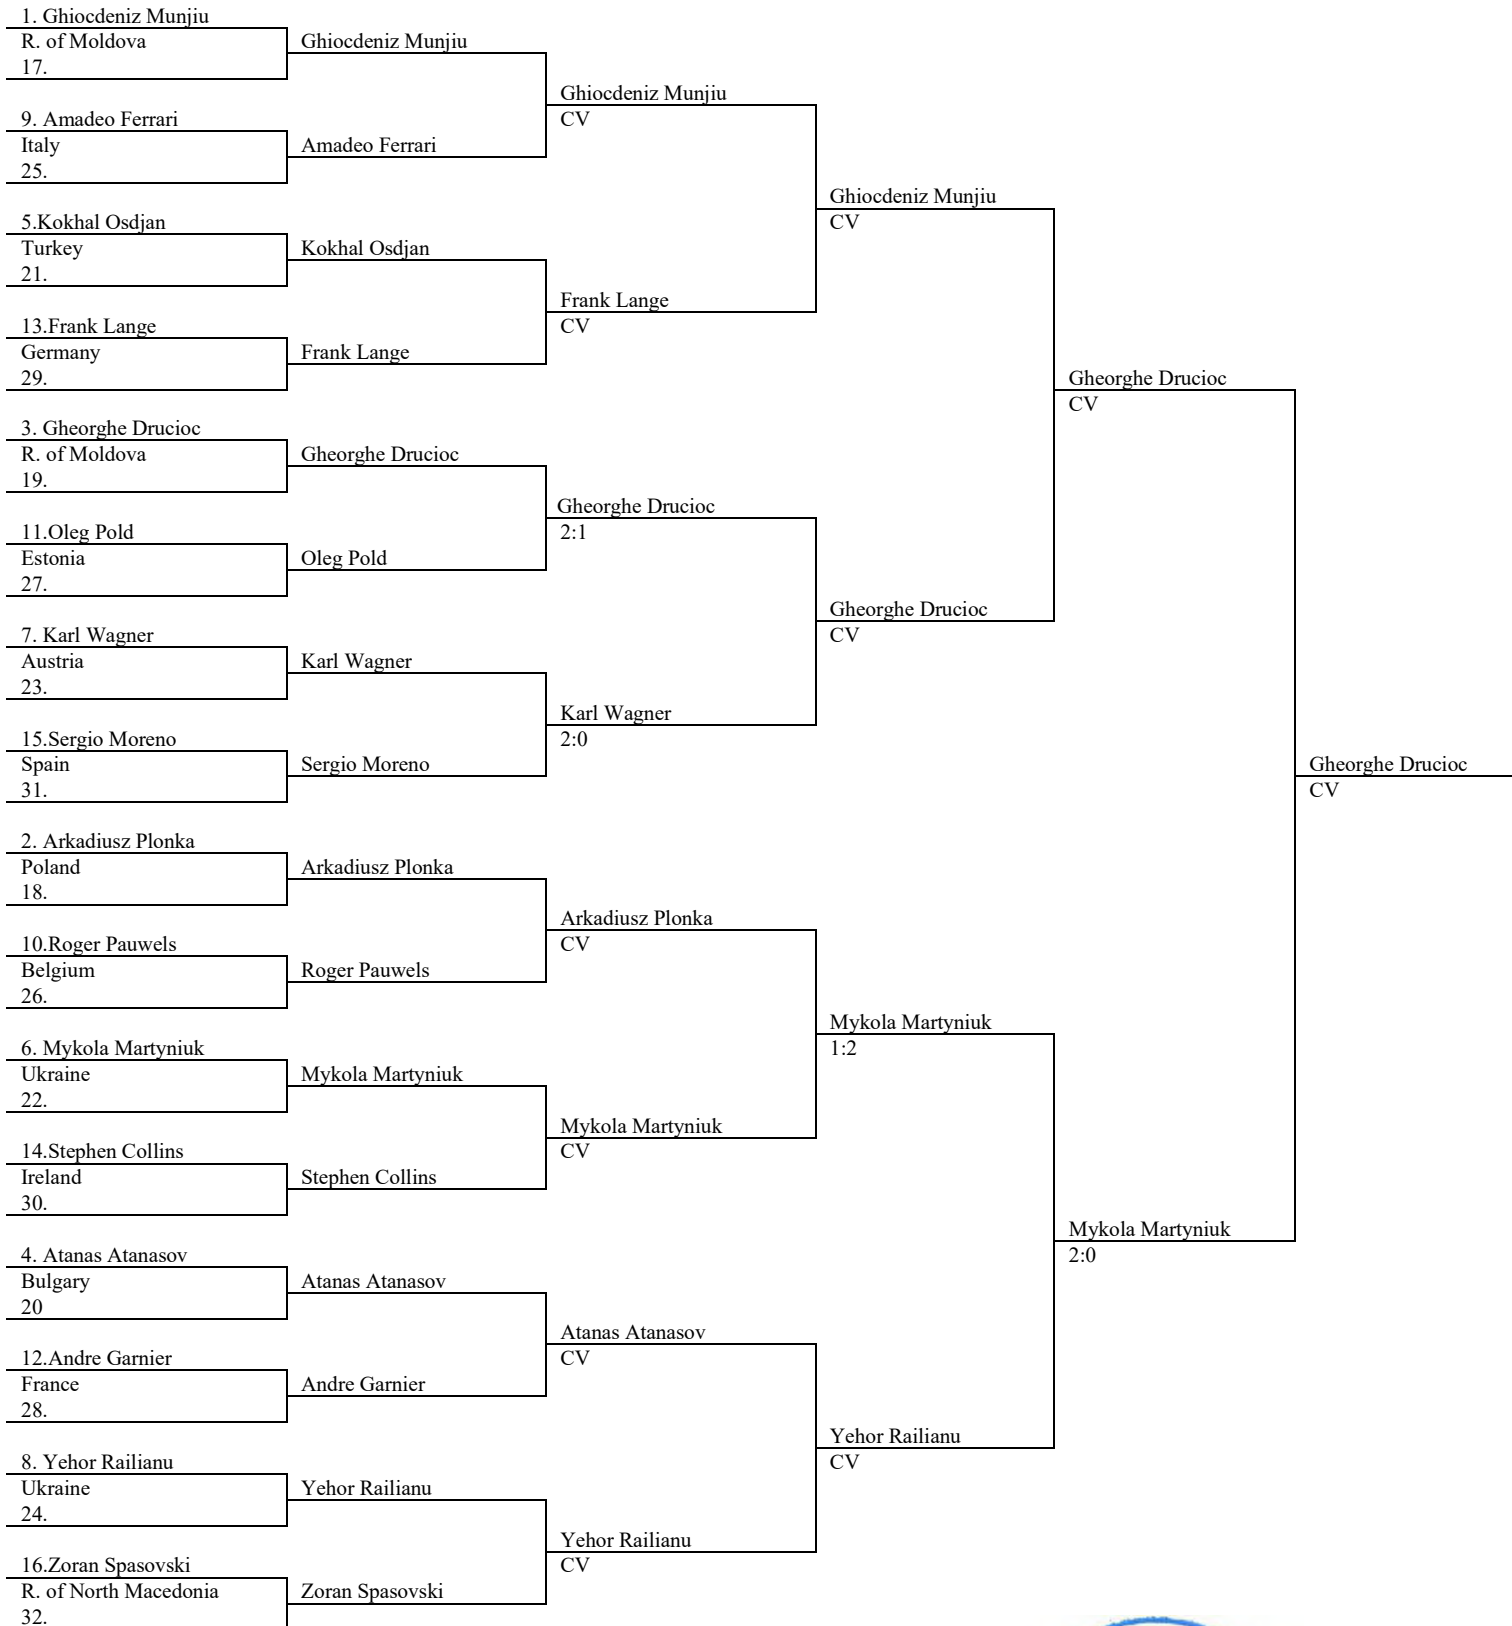 1. Ghiocdeniz Munjiu
R. of Moldova
17.
9. Amadeo Ferrari
Italy
25.
5.Kokhal Osdjan
Turkey
21.
13.Frank Lange
Germany
29.
3. Gheorghe Drucioc
R. of Moldova
19.
11.Oleg Pold
Estonia
27.
7. Karl Wagner
Austria
23.
15.Sergio Moreno
Spain
31.
2. Arkadiusz Plonka
Poland
18.
10.Roger Pauwels
Belgium
26.
6. Mykola Martyniuk
Ukraine
22.
14.Stephen Collins
Ireland
30.
4. Atanas Atanasov
Bulgary
20
12.Andre Garnier
France
28.
8. Yehor Railianu
Ukraine
24.
16.Zoran Spasovski
R. of North Macedonia
32.
Ghiocdeniz Munjiu
Amadeo Ferrari
Kokhal Osdjan
Frank Lange
Gheorghe Drucioc
Oleg Pold
Karl Wagner
Sergio Moreno
Arkadiusz Plonka
Roger Pauwels
Mykola Martyniuk
Stephen Collins
Atanas Atanasov
Andre Garnier
Yehor Railianu
Zoran Spasovski
Ghiocdeniz Munjiu
CV
Frank Lange
CV
Gheorghe Drucioc
2:1
Karl Wagner
2:0
Arkadiusz Plonka
CV
Mykola Martyniuk
CV
Atanas Atanasov
CV
Yehor Railianu
CV
Ghiocdeniz Munjiu
CV
Gheorghe Drucioc
CV
Mykola Martyniuk
1:2
Yehor Railianu
CV
Gheorghe Drucioc
CV
Mykola Martyniuk
2:0
Gheorghe Drucioc
CV